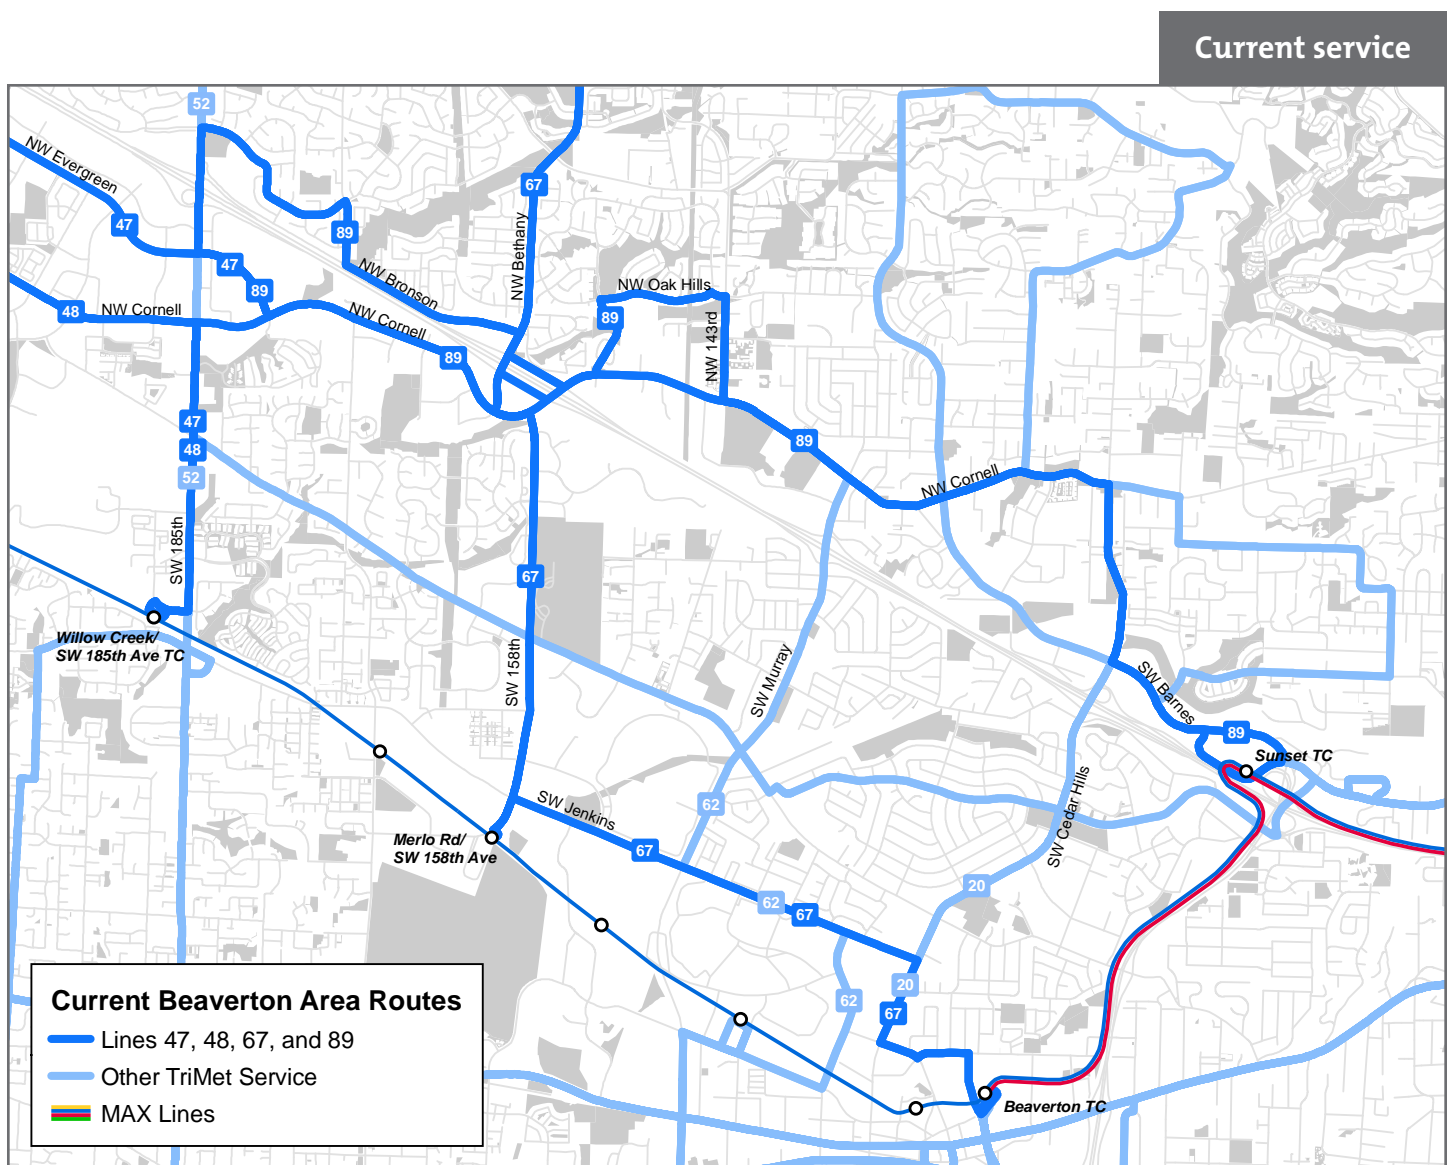 Current service
52
NW Evergreen
47
67
89
47
NW Bethany
NW Bronson
NW Oak Hills
89
48
NW Cornell
NW Cornell
89
89
NW 143rd
47
48
52
89
NW Cornell
SW 185th
67
Willow Creek/
SW 185th Ave TC
SW 158th
SW Murray
SW Barnes
89
Sunset TC
SW Jenkins
62
SW Cedar Hills
Merlo Rd/
SW 158th Ave
67
20
62
67
20
62
67
Beaverton TC
Current Beaverton Area Routes
Lines 47, 48, 67, and 89
Other TriMet Service
MAX Lines